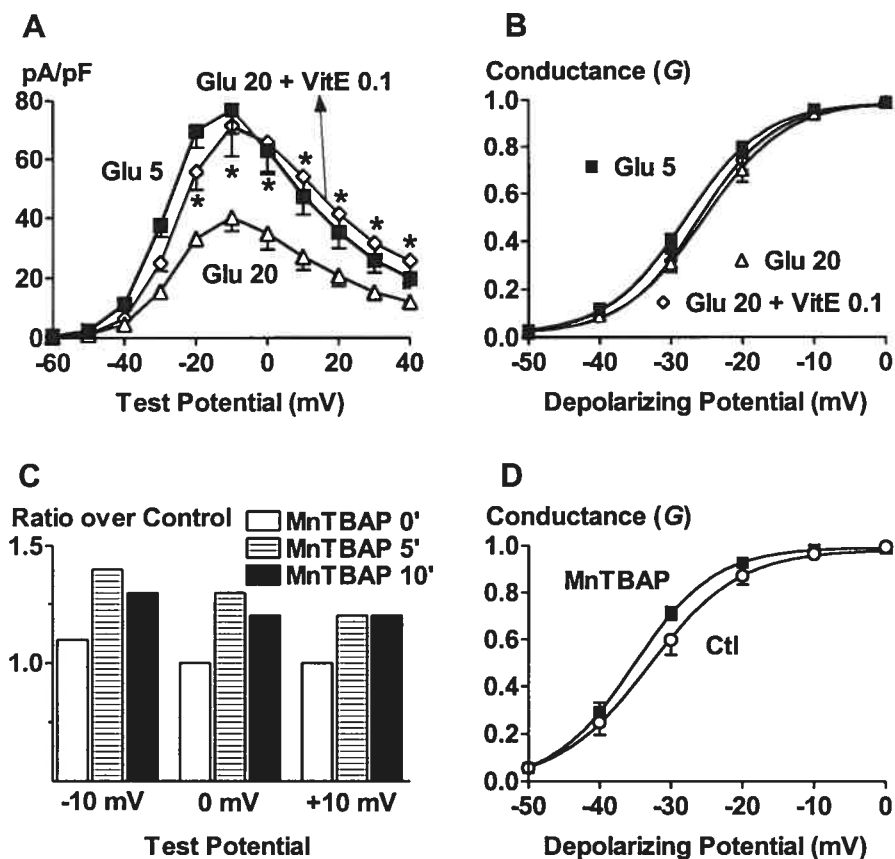 A
pA/pF
80
60
40
20
0
-60 -40 -20 0 20 40
Test Potential (mV)
Glu 20 + VitE 0.1
Glu 5
Glu 20
* * * * * * *
B
Conductance (G)
1.0
0.8
0.6
0.4
0.2
0.0
-50 -40 -30 -20 -10 0
Depolarizing Potential (mV)
Glu 5
Glu 20
Glu 20 + VitE 0.1
C
Ratio over Control
MnTBAP 0'
MnTBAP 5'
MnTBAP 10'
1.5
1.0
-10 mV 0 mV +10 mV
Test Potential
D
Conductance (G)
1.0
0.8
0.6
0.4
0.2
0.0
-50 -40 -30 -20 -10 0
Depolarizing Potential (mV)
MnTBAP
Ctl